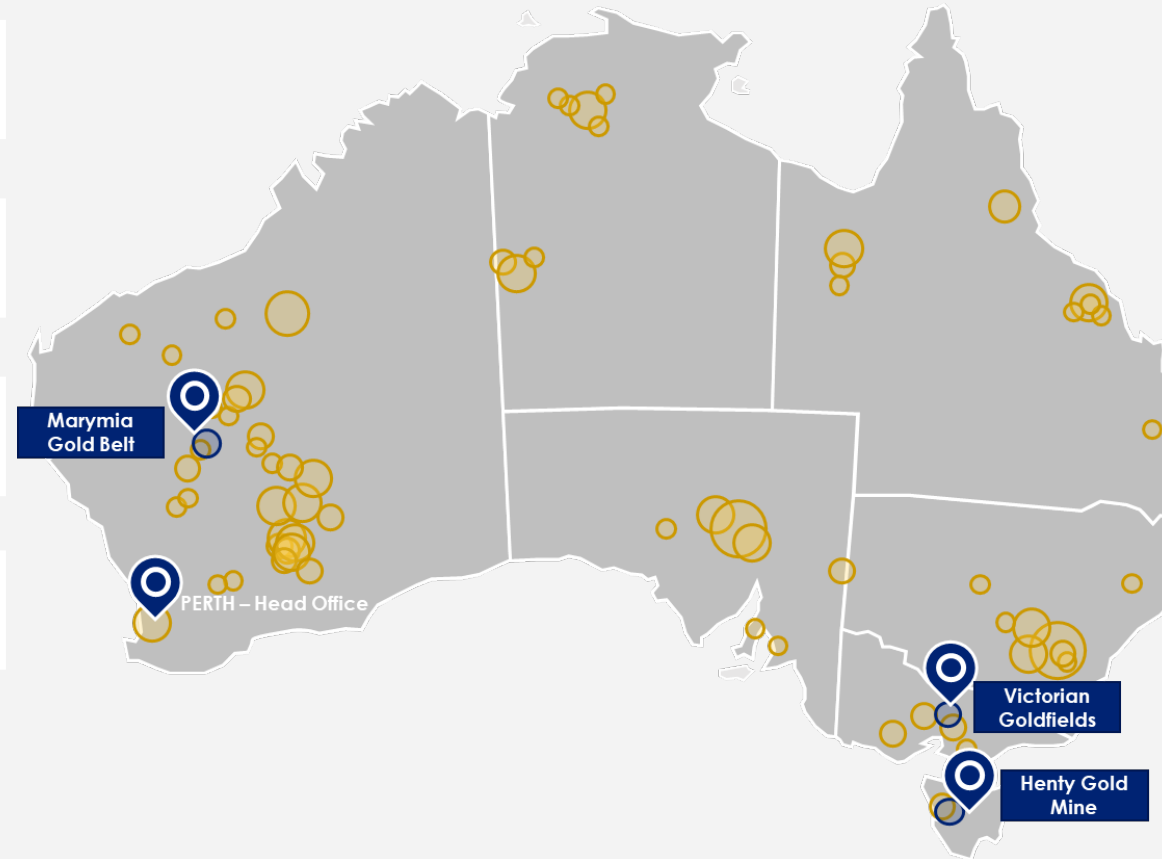 Marymia
Gold Belt
PERTH – Head Office
Victorian
Goldfields
Henty Gold
Mine